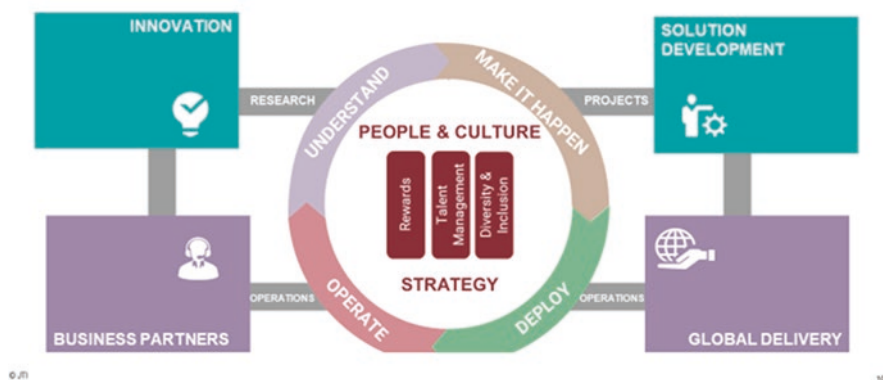 INNOVATION
SOLUTION
DEVELOPMENT
UNDERSTAND
MAKE IT HAPPEN
RESEARCH
PROJECTS
PEOPLE & CULTURE
Rewards
Talent
Management
Diversity &
Inclusion
STRATEGY
OPERATIONS
OPERATE
DEPLOY
OPERATIONS
BUSINESS PARTNERS
GLOBAL DELIVERY
© JTI